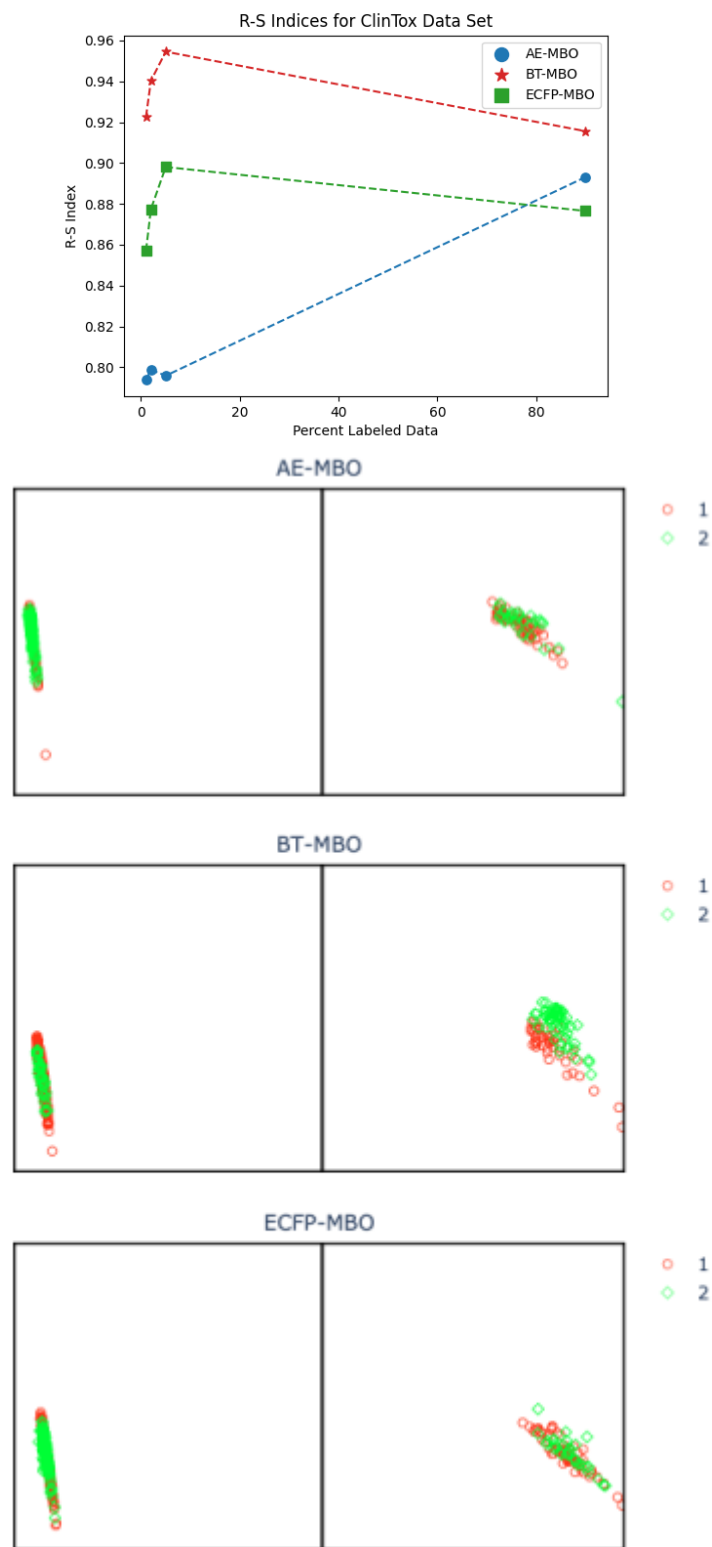 R-S Indices for ClinTox Data Set
AE-MBO
BT-MBO
ECFP-MBO
0.96
0.94
0.92
0.90
0.88
0.86
0.84
0.82
0.80
R-S Index
0
20
40
60
80
Percent Labeled Data
AE-MBO
1
2
BT-MBO
1
2
ECFP-MBO
1
2